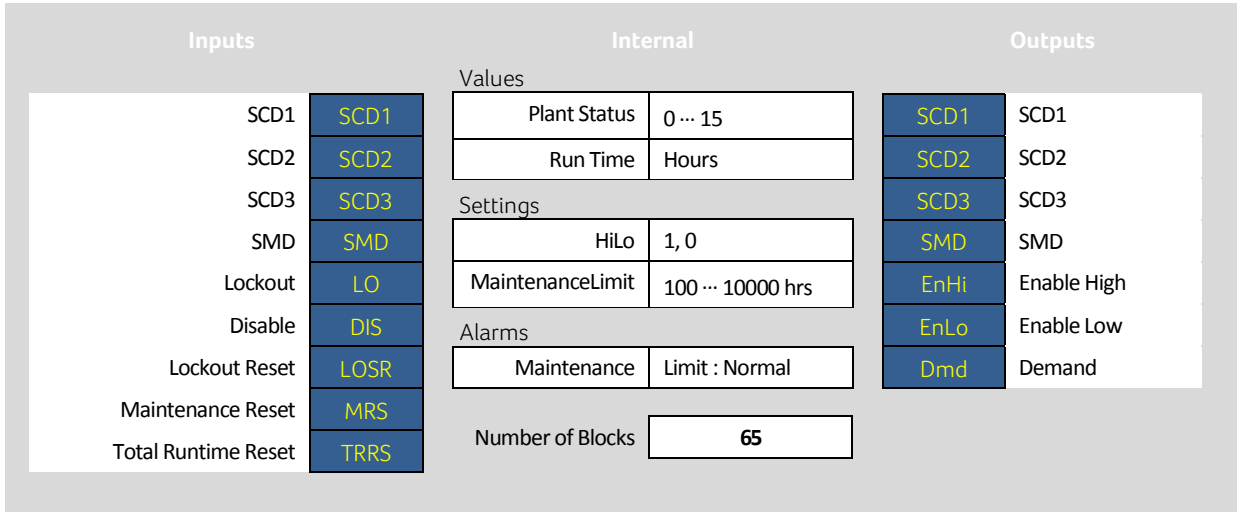 Inputs
Internal
Outputs
Values
SCD1 SCD1 Plant Status 0 ··· 15 SCD1 SCD1
SCD2 SCD2 Run Time Hours SCD2 SCD2
SCD3 SCD3 Settings SCD3 SCD3
SMD SMD HiLo 1, 0 SMD SMD
Lockout LO MaintenanceLimit 100 ··· 10000 hrs EnHi Enable High
Disable DIS Alarms EnLo Enable Low
Lockout Reset LOSR Maintenance Limit : Normal Dmd Demand
Maintenance Reset MRS
Number of Blocks 65
Total Runtime Reset TRRS